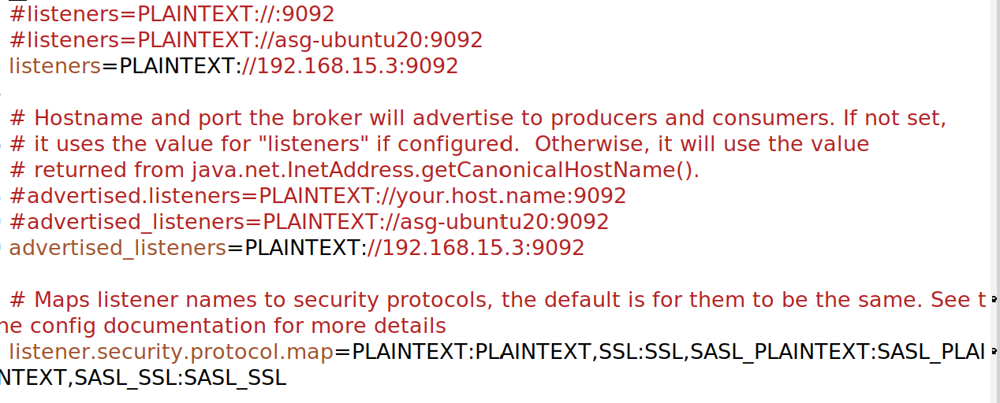 #listeners=PLAINTEXT://:9092
#listeners=PLAINTEXT://asg-ubuntu20:9092
listeners=PLAINTEXT://192.168.15.3:9092
# Hostname and port the broker will advertise to producers and consumers. If not set,
# it uses the value for "listeners" if configured.  Otherwise, it will use the value
# returned from java.net.InetAddress.getCanonicalHostName().
#advertised.listeners=PLAINTEXT://your.host.name:9092
#advertised_listeners=PLAINTEXT://asg-ubuntu20:9092
advertised_listeners=PLAINTEXT://192.168.15.3:9092
# Maps listener names to security protocols, the default is for them to be the same. See t
he config documentation for more details
listener.security.protocol.map=PLAINTEXT:PLAINTEXT,SSL:SSL,SASL_PLAINTEXT:SASL_PLAI
NTEXT,SASL_SSL:SASL_SSL